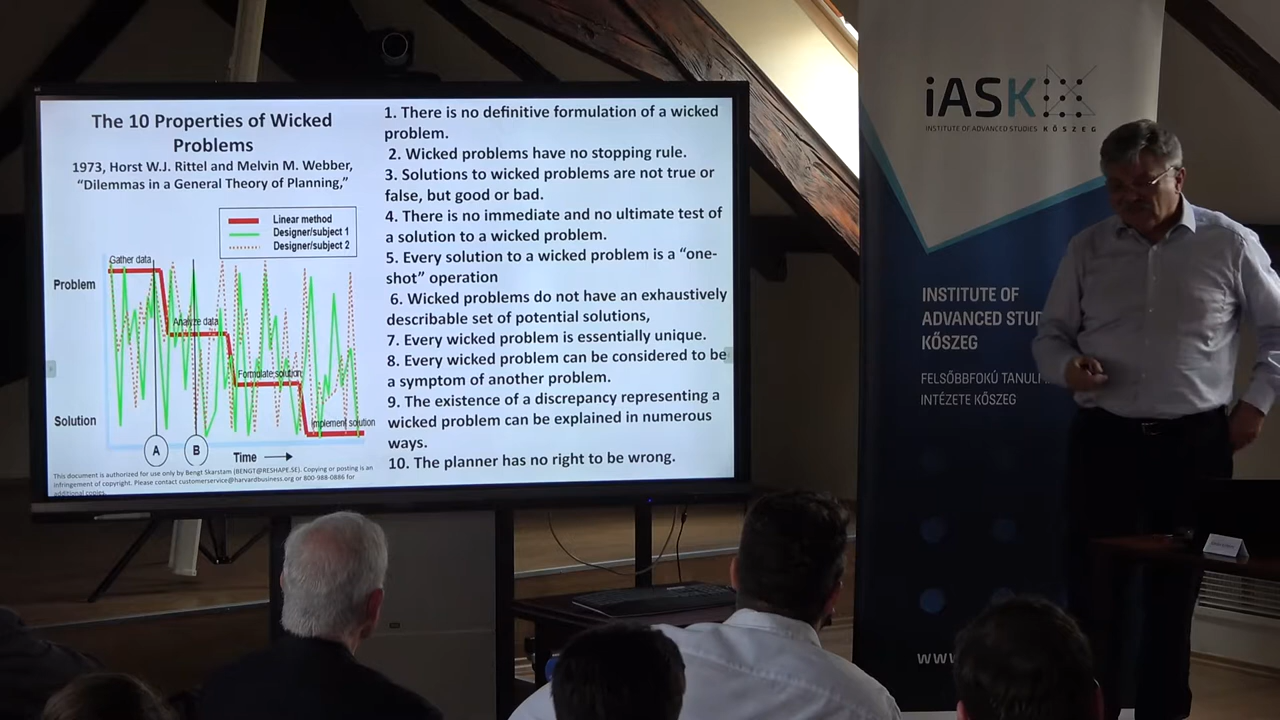 The 10 Properties of Wicked
Problems
1973, Horst W.J. Rittel and Melvin M. Webber,
“Dilemmas in a General Theory of Planning,”
Linear method
Designer/subject 1
Designer/subject 2
Gather data
Problem
Analyze data
Formulate solution
Solution
Implement solution
A
B
Time
This document is authorized for use only by Bengt Skarstam (BENGT@RESHAPE.SE). Copying or posting is an
infringement of copyright. Please contact customerservice@harvardbusiness.org or 800-988-0886 for
additional copies.
1. There is no definitive formulation of a wicked
problem.
2. Wicked problems have no stopping rule.
3. Solutions to wicked problems are not true or
false, but good or bad.
4. There is no immediate and no ultimate test of
a solution to a wicked problem.
5. Every solution to a wicked problem is a “one-
shot” operation
6. Wicked problems do not have an exhaustively
describable set of potential solutions,
7. Every wicked problem is essentially unique.
8. Every wicked problem can be considered to be
a symptom of another problem.
9. The existence of a discrepancy representing a
wicked problem can be explained in numerous
ways.
10. The planner has no right to be wrong.
iASK
INSTITUTE OF ADVANCED STUDIES KŐSZEG
INSTITUTE OF
ADVANCED STU
KŐSZEG
FELSŐBBFOKÚ TANUL
INTÉZETE KŐSZEG
www